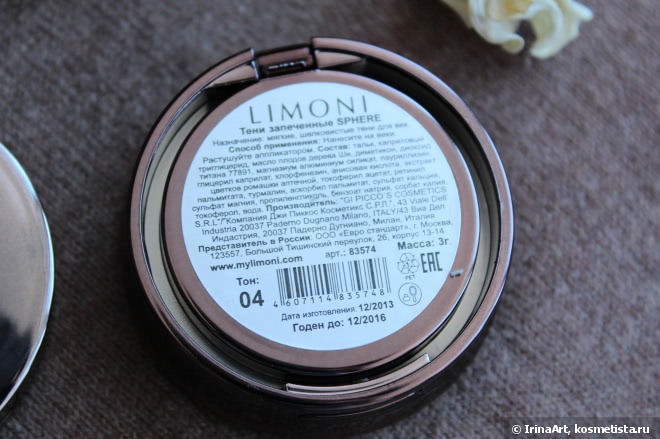 LIMONI
Тени запеченные SPHERE
Назначение: мягкие, шелковистые тени для век.
Способ применения: Нанесите на веки.
Растушуйте аппликатором. Состав: тальк, каприловый
триглицерид, масло плодов дерева Ши, диметикон, диоксид
титана 77891, магнезиум алюминиум силикат, лауриллизин,
глицерил каприлат, хлорфенезин, анисовая кислота, экстракт
цветков ромашки аптечной, токоферил ацетат, ретинил
пальмитата, турмалин, аскорбил пальмитат, сульфат кальция,
сульфат магния, пропиленгликоль, бензоат натрия, сорбат калия,
токоферол, вода. Производитель: "GI PICCO`S COSMETICS
S.R.L"/"Компания Джи Пиккос Косметикс С.Р.Л.", 43 Viale Dell`
Industria 20037 Paderno Dugnano Milano, ITALY/43 Виа Дел
Индастрия, 20037 Падерно Дугниано, Милан, Италия.
Представитель в России: ООО «Евро стандарт», г. Москва,
123557, Большой Тишинский переулок, 26, корпус 13-14
www.mylimoni.com арт.: 83574 Масса: 3г.
Тон:
04
4 607114 835748
PET
EAC
Дата изготовления: 12/2013
Годен до: 12/2016
© IrinaArt, kosmetista.ru